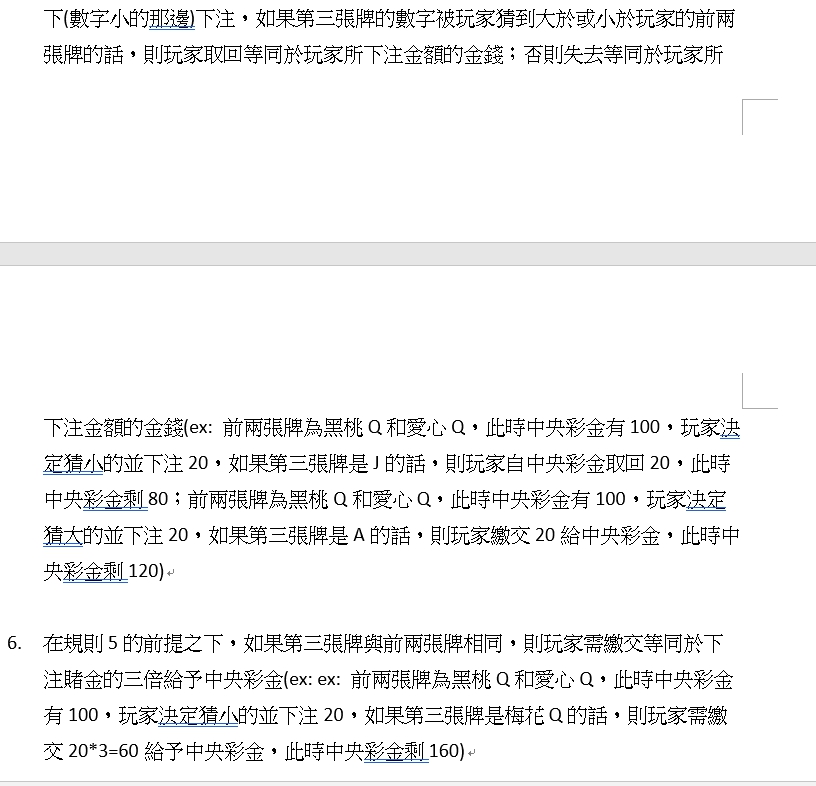 下(數字小的那邊)下注，如果第三張牌的數字被玩家猜到大於或小於玩家的前兩
張牌的話，則玩家取回等同於玩家所下注金額的金錢；否則失去等同於玩家所
下注金額的金錢(ex: 前兩張牌為黑桃 Q 和愛心 Q，此時中央彩金有 100，玩家決
定猜小的並下注 20，如果第三張牌是 J 的話，則玩家自中央彩金取回 20，此時
中央彩金剩 80；前兩張牌為黑桃 Q 和愛心 Q，此時中央彩金有 100，玩家決定
猜大的並下注 20，如果第三張牌是 A 的話，則玩家繳交 20 給中央彩金，此時中
央彩金剩 120)
6. 在規則 5 的前提之下，如果第三張牌與前兩張牌相同，則玩家需繳交等同於下
注賭金的三倍給予中央彩金(ex: ex: 前兩張牌為黑桃 Q 和愛心 Q，此時中央彩金
有 100，玩家決定猜小的並下注 20，如果第三張牌是梅花 Q 的話，則玩家需繳
交 20*3=60 給予中央彩金，此時中央彩金剩 160)